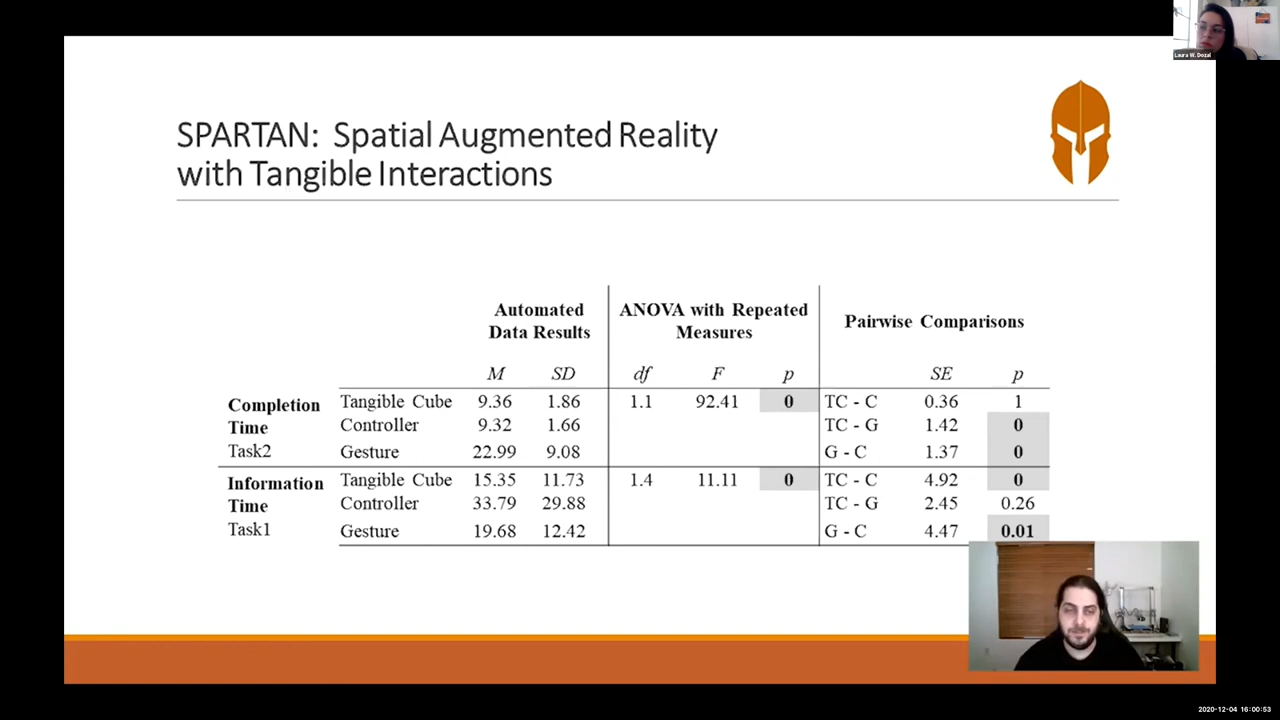 Laura W. Dozal
SPARTAN: Spatial Augmented Reality
with Tangible Interactions
Automated Data Results ANOVA with Repeated Measures Pairwise Comparisons
M SD df F p SE p
Completion Time Task2 Tangible Cube 9.36 1.86 1.1 92.41 0 TC - C 0.36 1
Controller 9.32 1.66 TC - G 1.42 0
Gesture 22.99 9.08 G - C 1.37 0
Information Time Task1 Tangible Cube 15.35 11.73 1.4 11.11 0 TC - C 4.92 0
Controller 33.79 29.88 TC - G 2.45 0.26
Gesture 19.68 12.42 G - C 4.47 0.01
2020-12-04 16:00:53